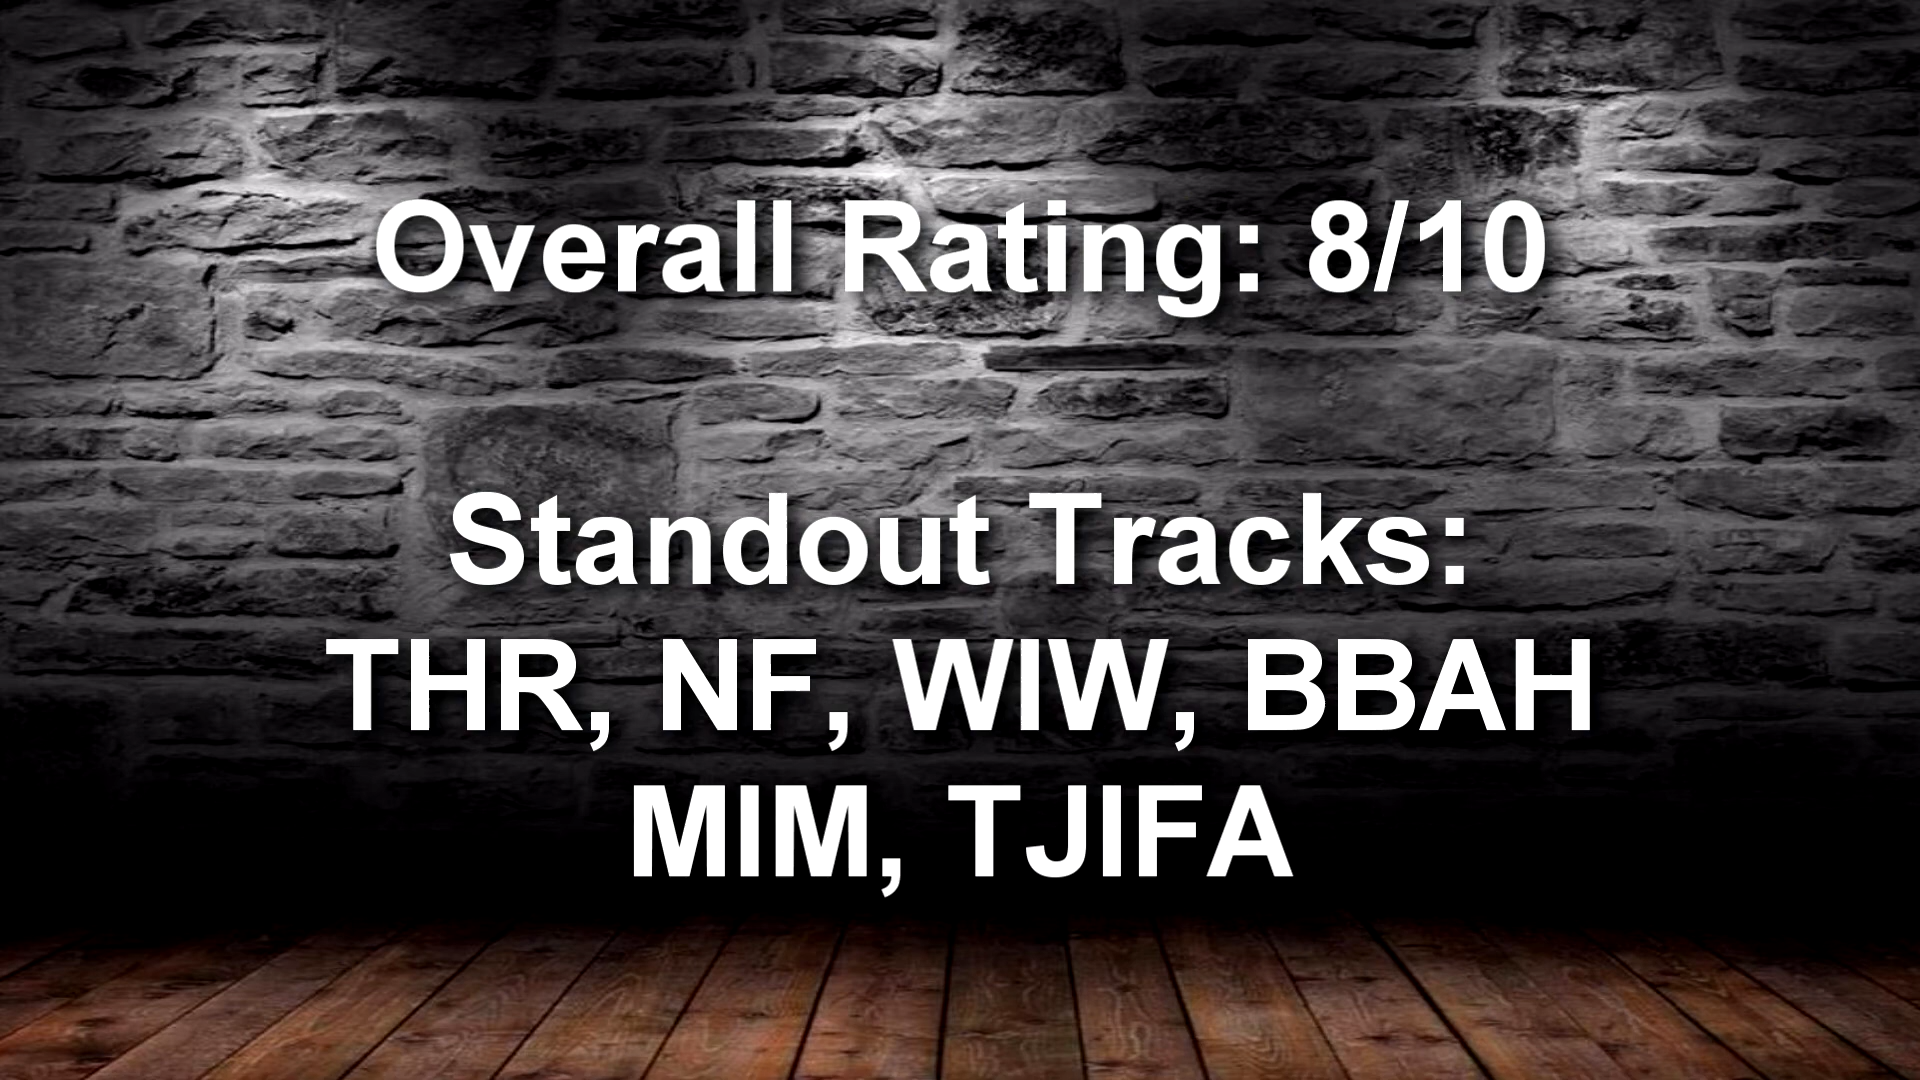 Overall Rating: 8/10
Standout Tracks:
THR, NF, WIW, BBAH
MIM, TJIFA